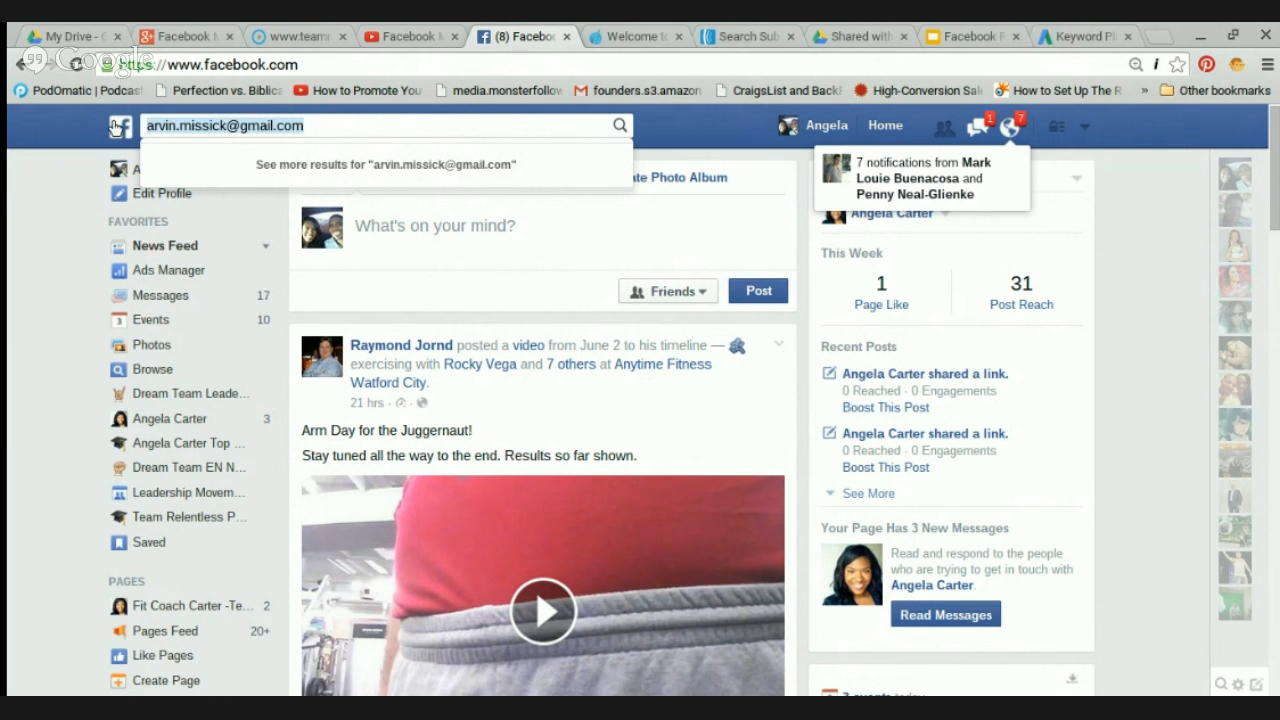 My Drive - G
Facebook M
www.teamr
Facebook M
(8) Facebo
Welcome to
Search Sub
Shared with
Facebook R
Keyword Pl
Google
https://www.facebook.com
PodOmatic | Podcast
Perfection vs. Biblica
How to Promote You
media.monsterfollow
founders.s3.amazon
CraigsList and Back
High-Conversion Sal
How to Set Up The R
»
Other bookmarks
arvin.missick@gmail.com
Angela
Home
1
7
See more results for "arvin.missick@gmail.com"
7 notifications from Mark
Louie Buenacosa and
Penny Neal-Glienke
Edit Profile
FAVORITES
News Feed
Ads Manager
Messages 17
Events 10
Photos
Browse
Dream Team Leade...
Angela Carter 3
Angela Carter Top ...
Dream Team EN N...
Leadership Movem...
Team Relentless P...
Saved
PAGES
Fit Coach Carter -Te... 2
Pages Feed 20+
Like Pages
Create Page
te Photo Album
What's on your mind?
Friends
Post
Raymond Jornd posted a video from June 2 to his timeline —
exercising with Rocky Vega and 7 others at Anytime Fitness
Watford City.
21 hrs
Arm Day for the Juggernaut!
Stay tuned all the way to the end. Results so far shown.
Angela Carter
This Week
1
31
Page Like
Post Reach
Recent Posts
Angela Carter shared a link.
0 Reached · 0 Engagements
Boost This Post
Angela Carter shared a link.
0 Reached · 0 Engagements
Boost This Post
See More
Your Page Has 3 New Messages
Read and respond to the people
who are trying to get in touch with
Angela Carter.
Read Messages
3 events today